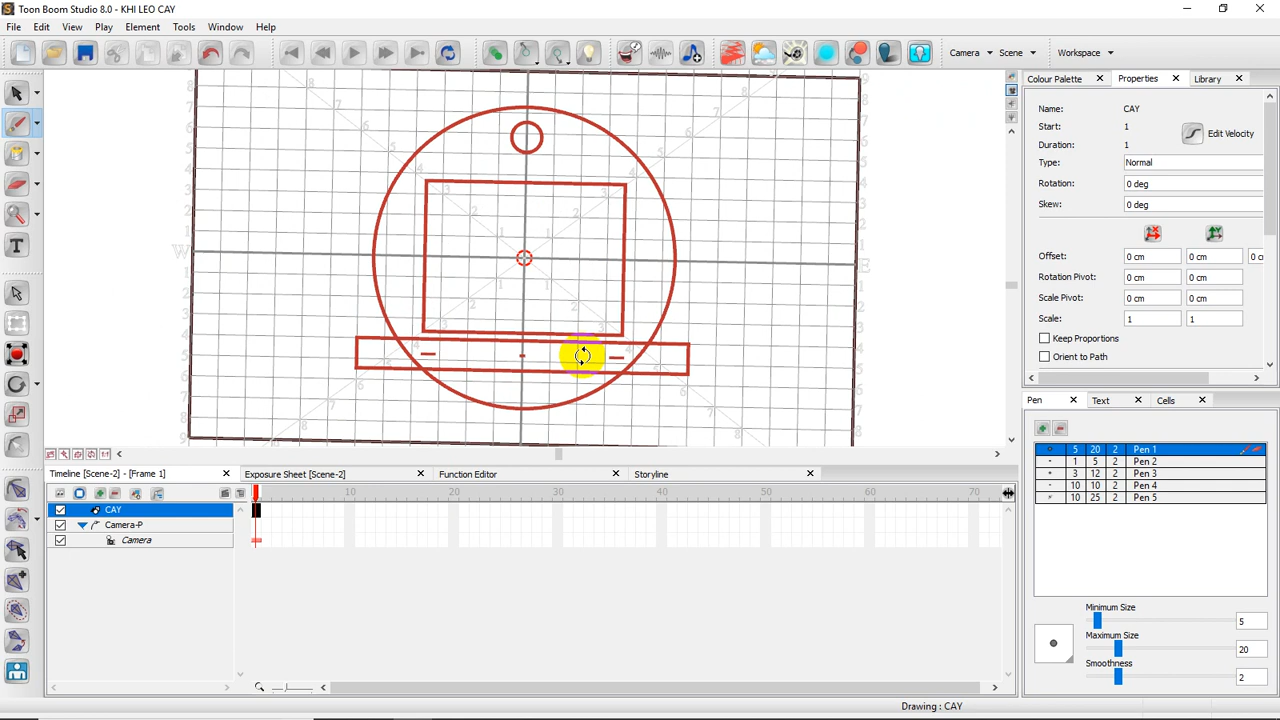 Toon Boom Studio 8.0 - KHI LEO CAY
File Edit View Play Element Tools Window Help
Camera Scene Workspace
Colour Palette Properties Library
Name: CAY
Start: 1
Edit Velocity
Duration: 1
Type: Normal
Rotation: 0 deg
Skew: 0 deg
Offset: 0 cm 0 cm
Rotation Pivot: 0 cm 0 cm
Scale Pivot: 0 cm 0 cm
Scale: 1 1
Keep Proportions
Orient to Path
Pen Text Cells
5 20 2 Pen 1
1 5 2 Pen 2
3 12 2 Pen 3
1 10 2 Pen 4
10 25 2 Pen 5
Minimum Size
5
Maximum Size
20
Smoothness
2
W E
Timeline [Scene-2] - [Frame 1] Exposure Sheet [Scene-2] Function Editor Storyline
10 20 30 40 50 60 70
CAY
Camera-P
Camera
Drawing : CAY